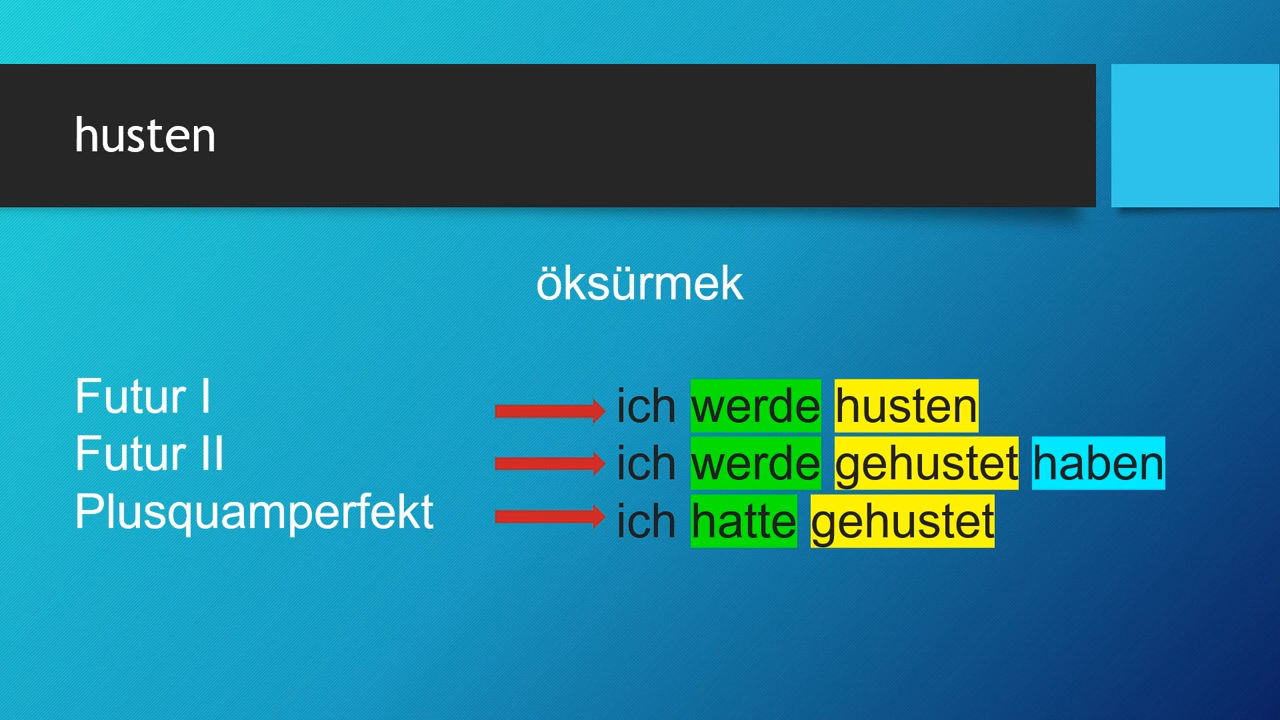 husten
öksürmek
Futur I
ich werde husten
Futur II
ich werde gehustet haben
Plusquamperfekt
ich hatte gehustet